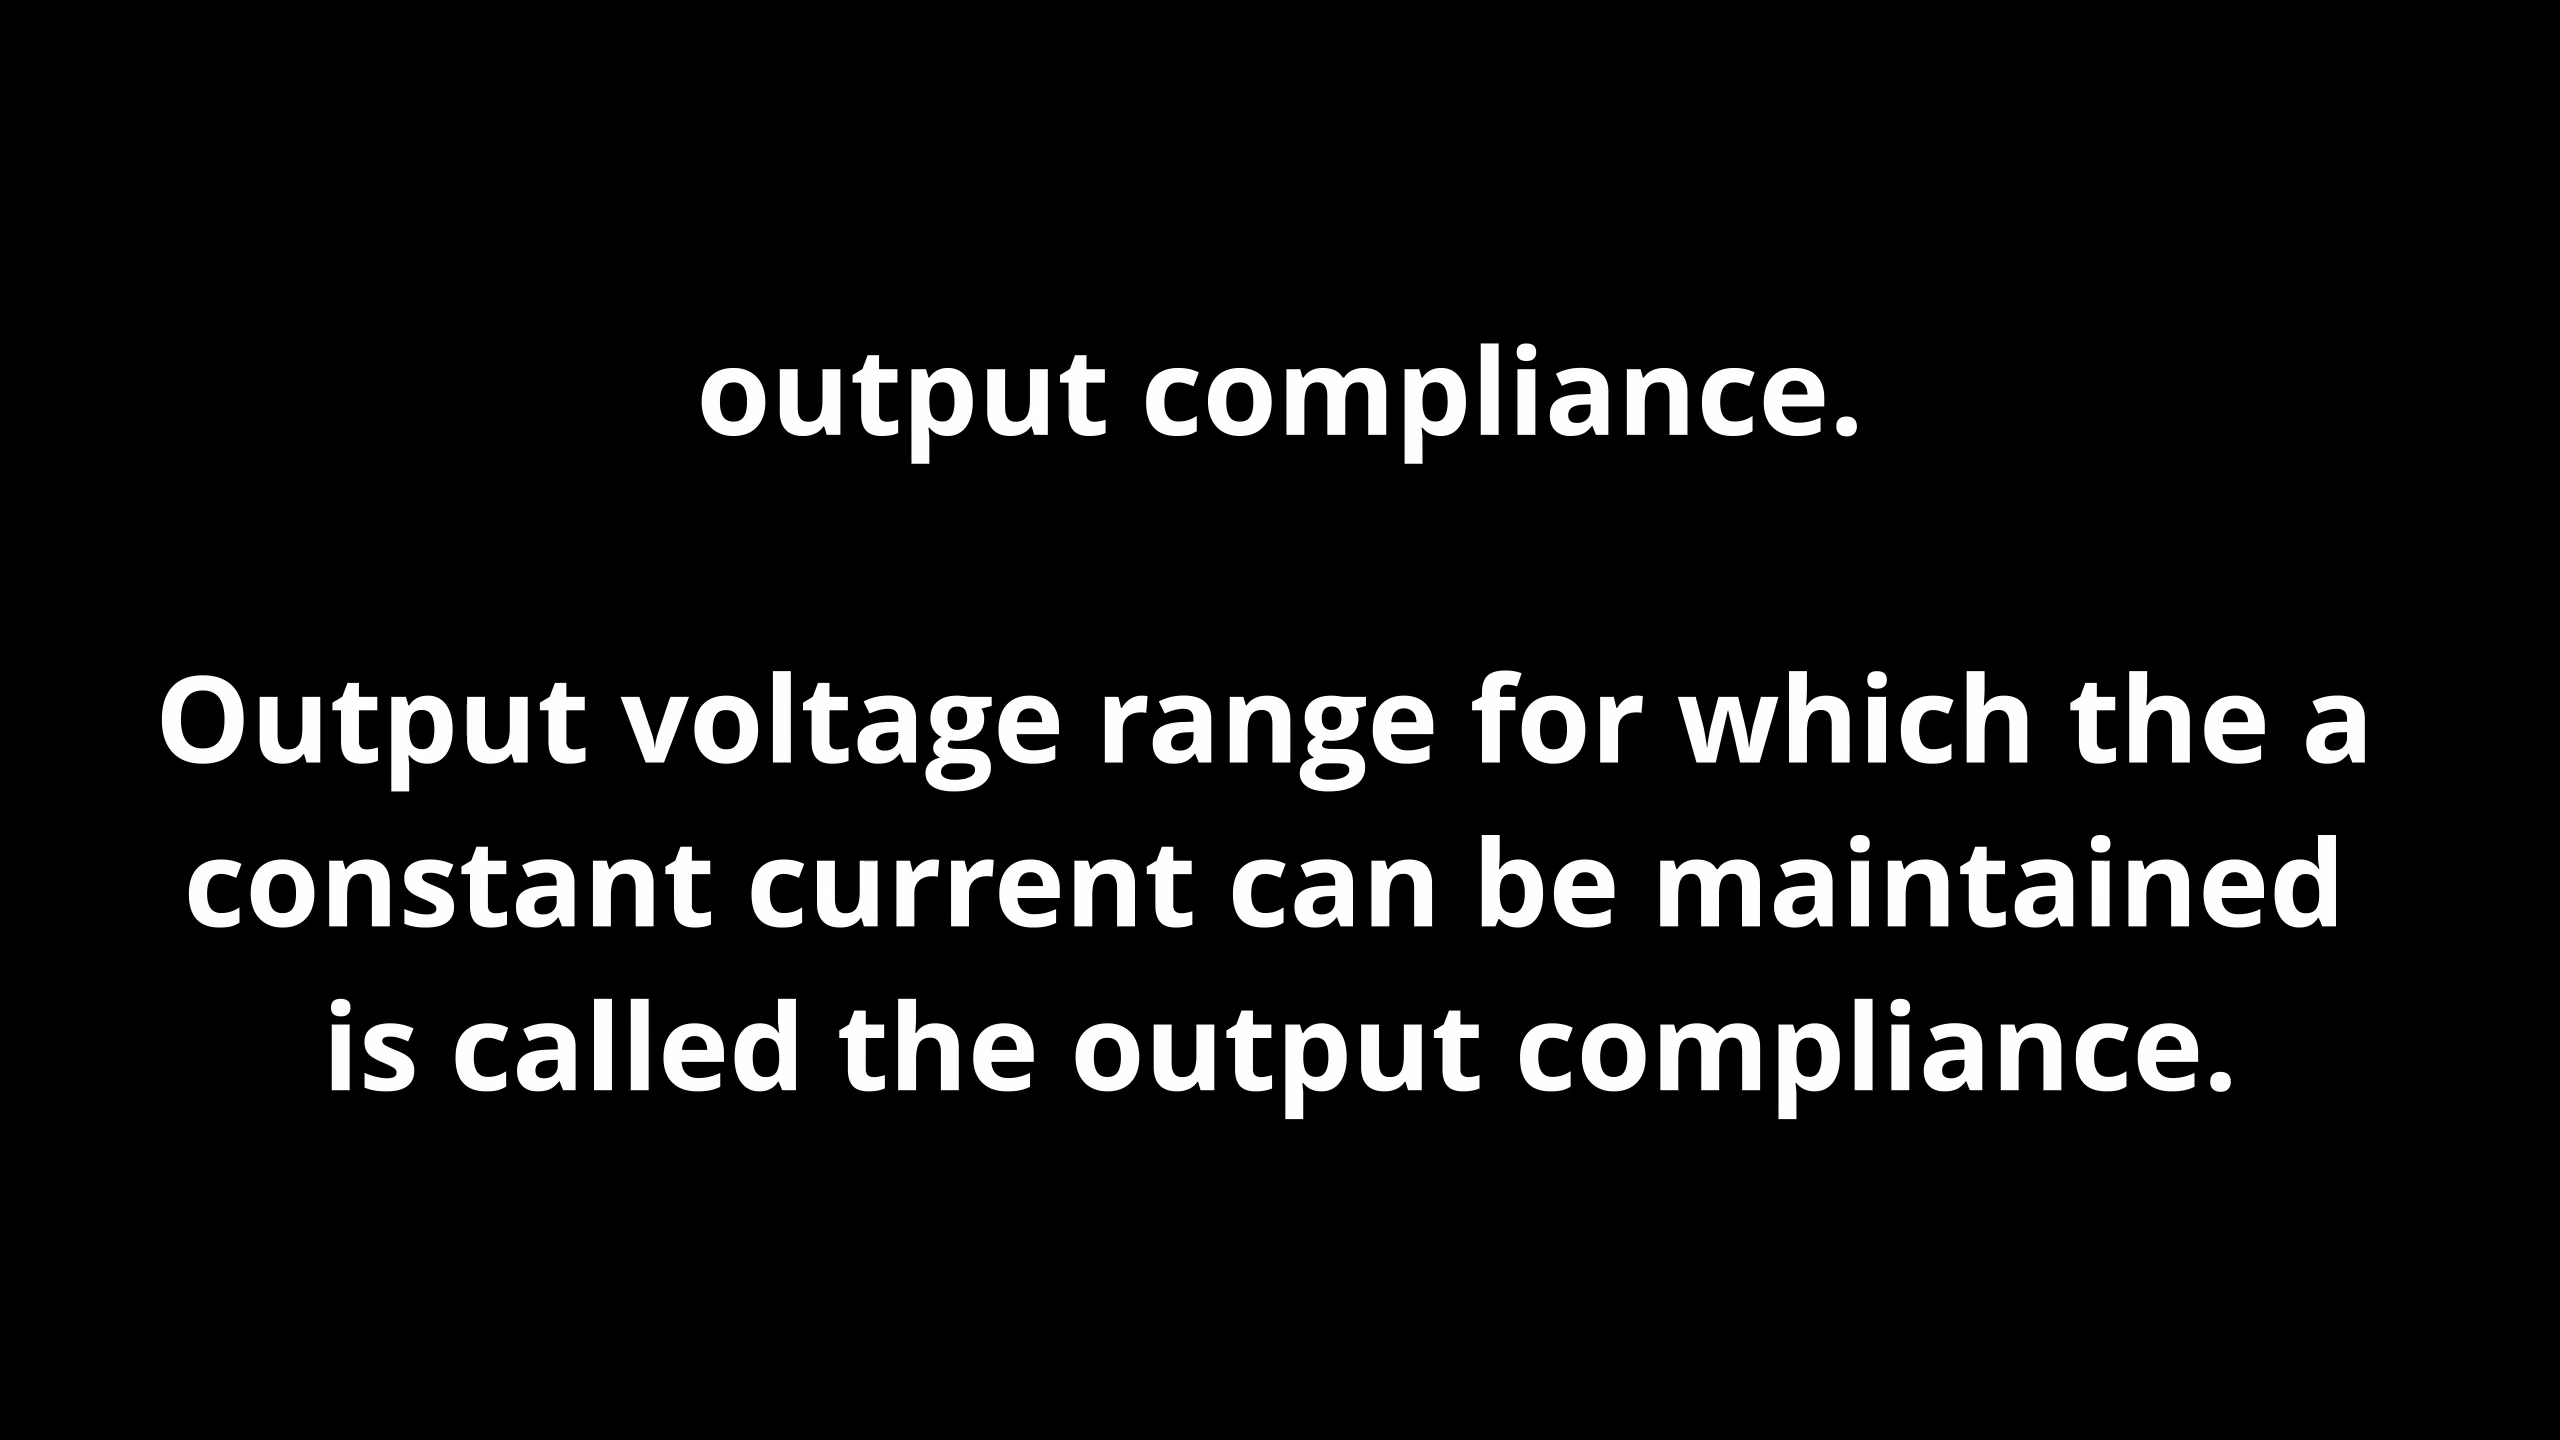 output compliance.
Output voltage range for which the a
constant current can be maintained
is called the output compliance.